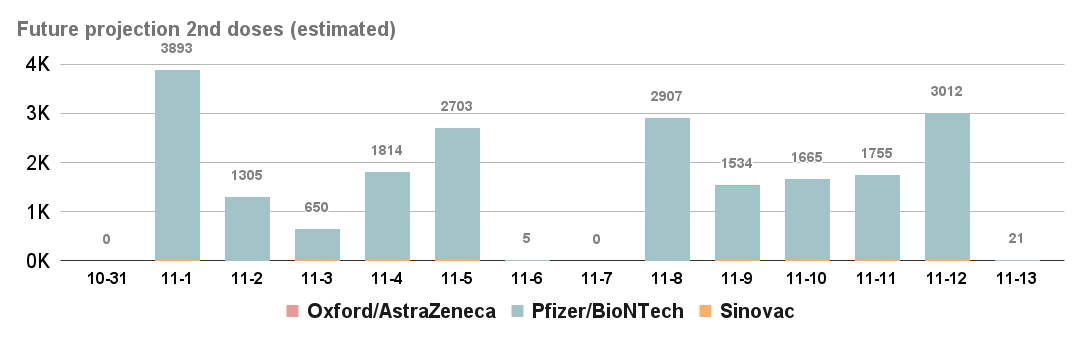 Future projection 2nd doses (estimated)
4K
3K
2K
1K
0K
0
3893
1305
650
1814
2703
5
0
2907
1534
1665
1755
3012
21
10-31 11-1 11-2 11-3 11-4 11-5 11-6 11-7 11-8 11-9 11-10 11-11 11-12 11-13
Oxford/AstraZeneca Pfizer/BioNTech Sinovac